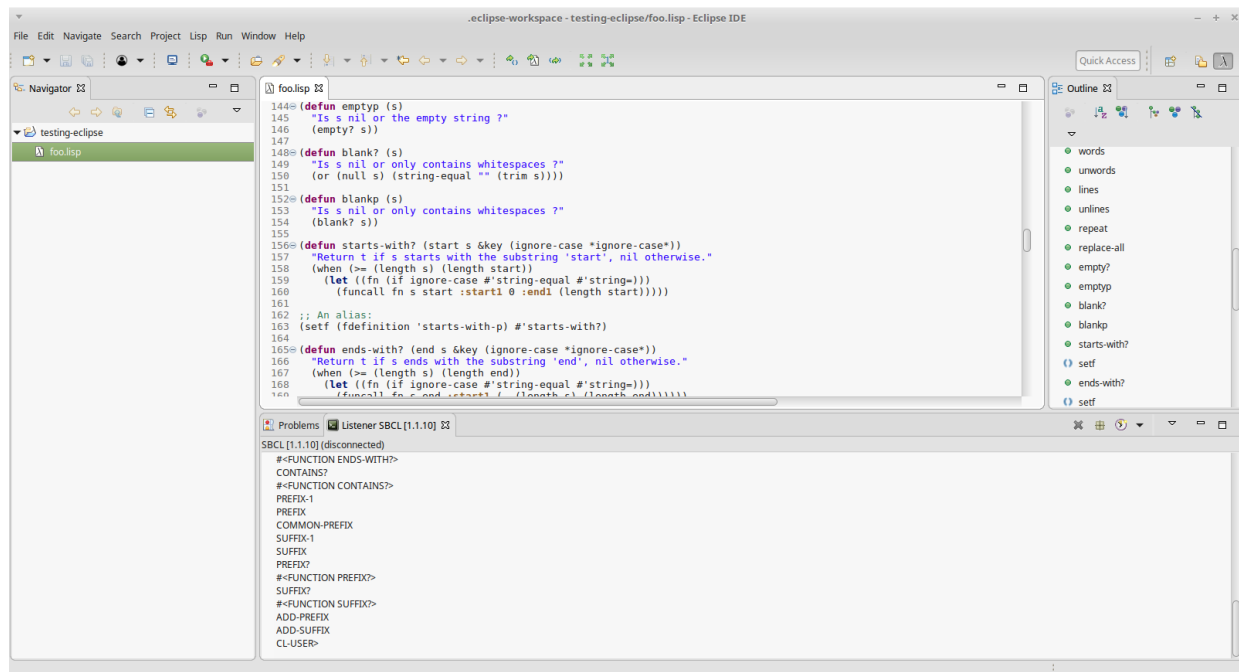 .eclipse-workspace - testing-eclipse/foo.lisp - Eclipse IDE
File Edit Navigate Search Project Lisp Run Window Help
Quick Access
Navigator
testing-eclipse
foo.lisp
foo.lisp
144 (defun emptyp (s)
145 "Is s nil or the empty string ?"
146 (empty? s))
147
148 (defun blank? (s)
149 "Is s nil or only contains whitespaces ?"
150 (or (null s) (string-equal "" (trim s))))
151
152 (defun blankp (s)
153 "Is s nil or only contains whitespaces ?"
154 (blank? s))
155
156 (defun starts-with? (start s &key (ignore-case *ignore-case*))
157 "Return t if s starts with the substring 'start', nil otherwise."
158 (when (>= (length s) (length start))
159 (let ((fn (if ignore-case #'string-equal #'string=)))
160 (funcall fn s start :start1 0 :end1 (length start)))))
161
162 ;; An alias:
163 (setf (fdefinition 'starts-with-p) #'starts-with?)
164
165 (defun ends-with? (end s &key (ignore-case *ignore-case*))
166 "Return t if s ends with the substring 'end', nil otherwise."
167 (when (>= (length s) (length end))
168 (let ((fn (if ignore-case #'string-equal #'string=)))
169 (funcall fn s end :start1 (- (length s) (length end))))))
Outline
words
unwords
lines
unlines
repeat
replace-all
empty?
emptyp
blank?
blankp
starts-with?
setf
ends-with?
setf
Problems Listener SBCL [1.1.10]
SBCL [1.1.10] (disconnected)
#<FUNCTION ENDS-WITH?>
CONTAINS?
#<FUNCTION CONTAINS?>
PREFIX-1
PREFIX
COMMON-PREFIX
SUFFIX-1
SUFFIX
PREFIX?
#<FUNCTION PREFIX?>
SUFFIX?
#<FUNCTION SUFFIX?>
ADD-PREFIX
ADD-SUFFIX
CL-USER>